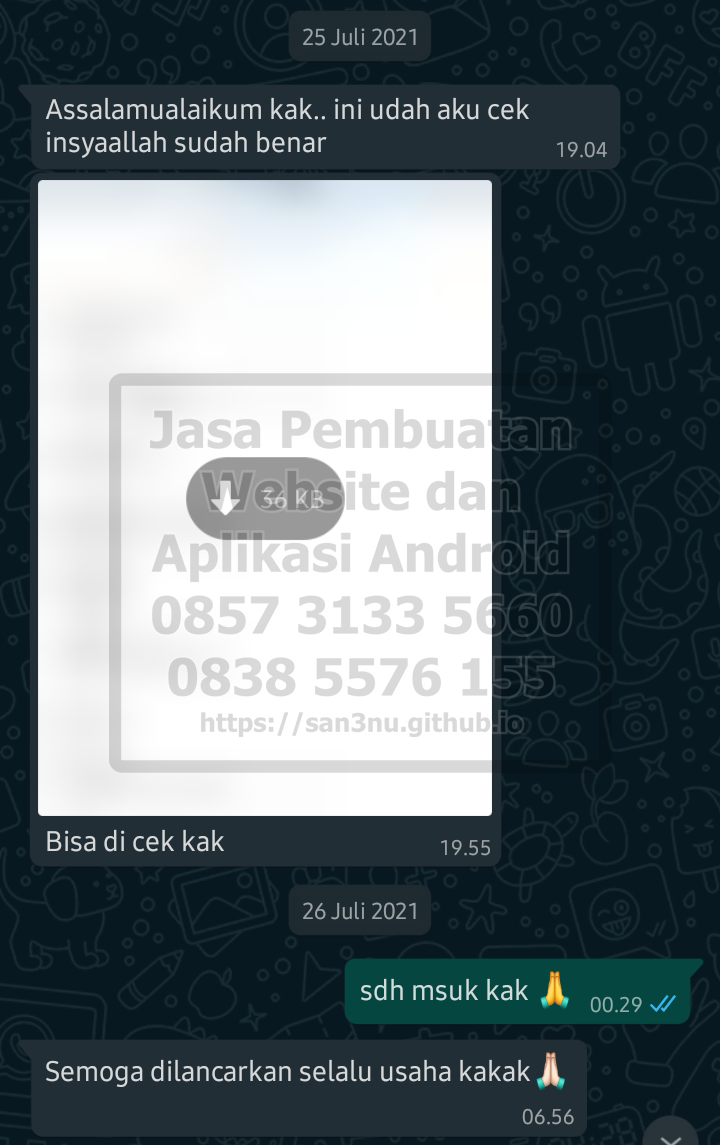 25 Juli 2021
Assalamualaikum kak.. ini udah aku cek
insyaallah sudah benar
19.04
Jasa Pembuatan
Website dan
36 KB
Aplikasi Android
0857 3133 5660
0838 5576 155
https://san3nu.github.io
Bisa di cek kak
19.55
26 Juli 2021
sdh msuk kak 🙏
00.29
Semoga dilancarkan selalu usaha kakak🙏🏻
06.56